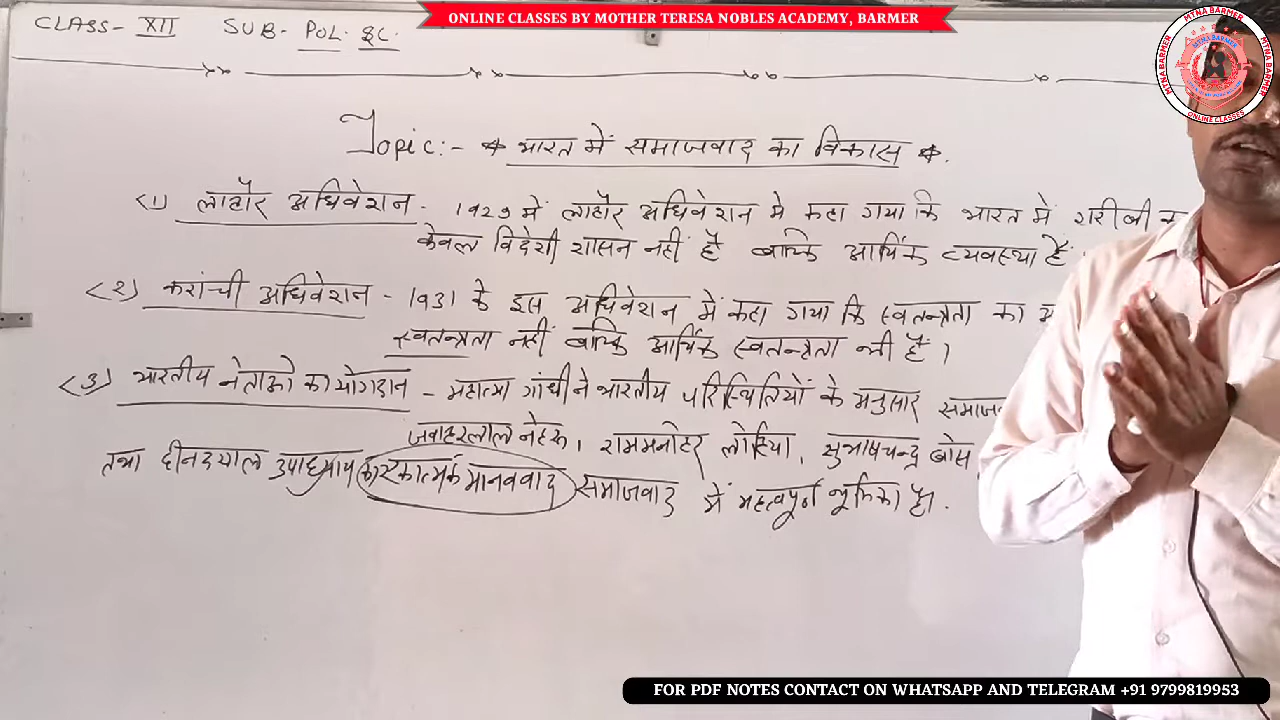 ONLINE CLASSES BY MOTHER TERESA NOBLES ACADEMY, BARMER
CLASS- XII SUB- POL. SC.
MTNA BARMER
ONLINE CLASSES
Topic:- * भारत में समाजवाद का विकास *.
<1) लाहौर अधिवेशन - 1929 में लाहौर अधिवेशन मे कहा गया कि भारत में गरीबी
केवल विदेशी शासन नहीं है बल्कि आर्थिक व्यवस्था है
<2) करांची अधिवेशन - 1931 के इस अधिवेशन में कहा गया कि स्वतन्त्रता का
स्वतन्त्रता नहीं बल्कि आर्थिक स्वतन्त्रता भी है।
<3) भारतीय नेताओ का योगदान - महात्मा गांधी ने भारतीय परिस्थितियों के अनुसार
जवाहरलाल नेहरू, राममनोहर लोहिया, सुभाषचन्द्र बोस
तथा दीनदयाल उपाध्याय का एकात्मक मानववाद समाजवाद में महत्वपूर्ण भूमिका है।
FOR PDF NOTES CONTACT ON WHATSAPP AND TELEGRAM +91 9799819953